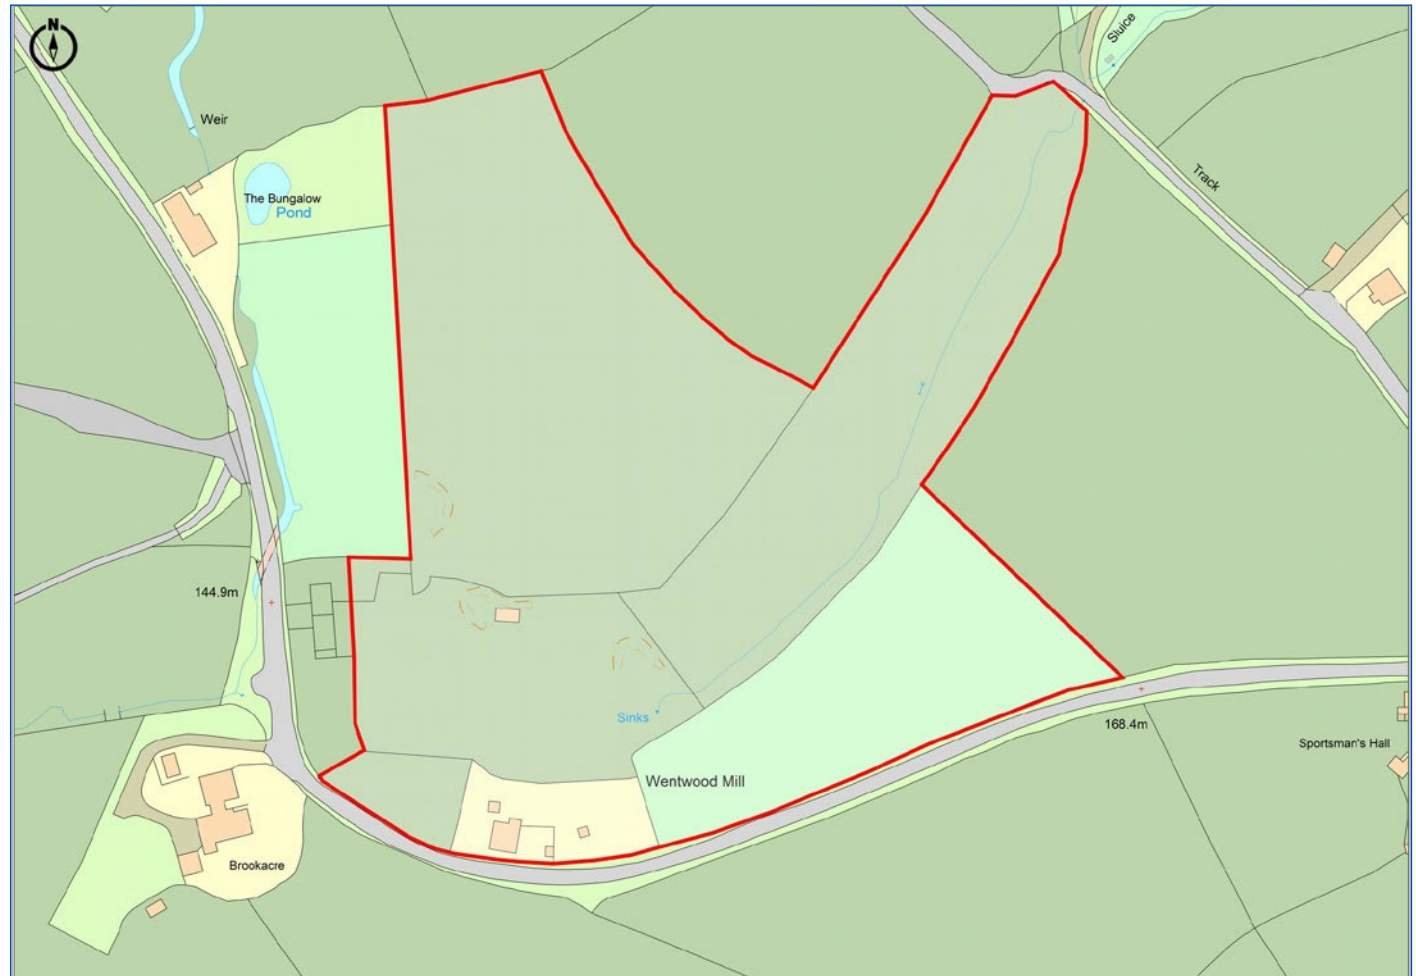 N
Sluice
Weir
Track
The Bungalow
Pond
144.9m
Sinks
168.4m
Sportsman's Hall
Wentwood Mill
Brookacre